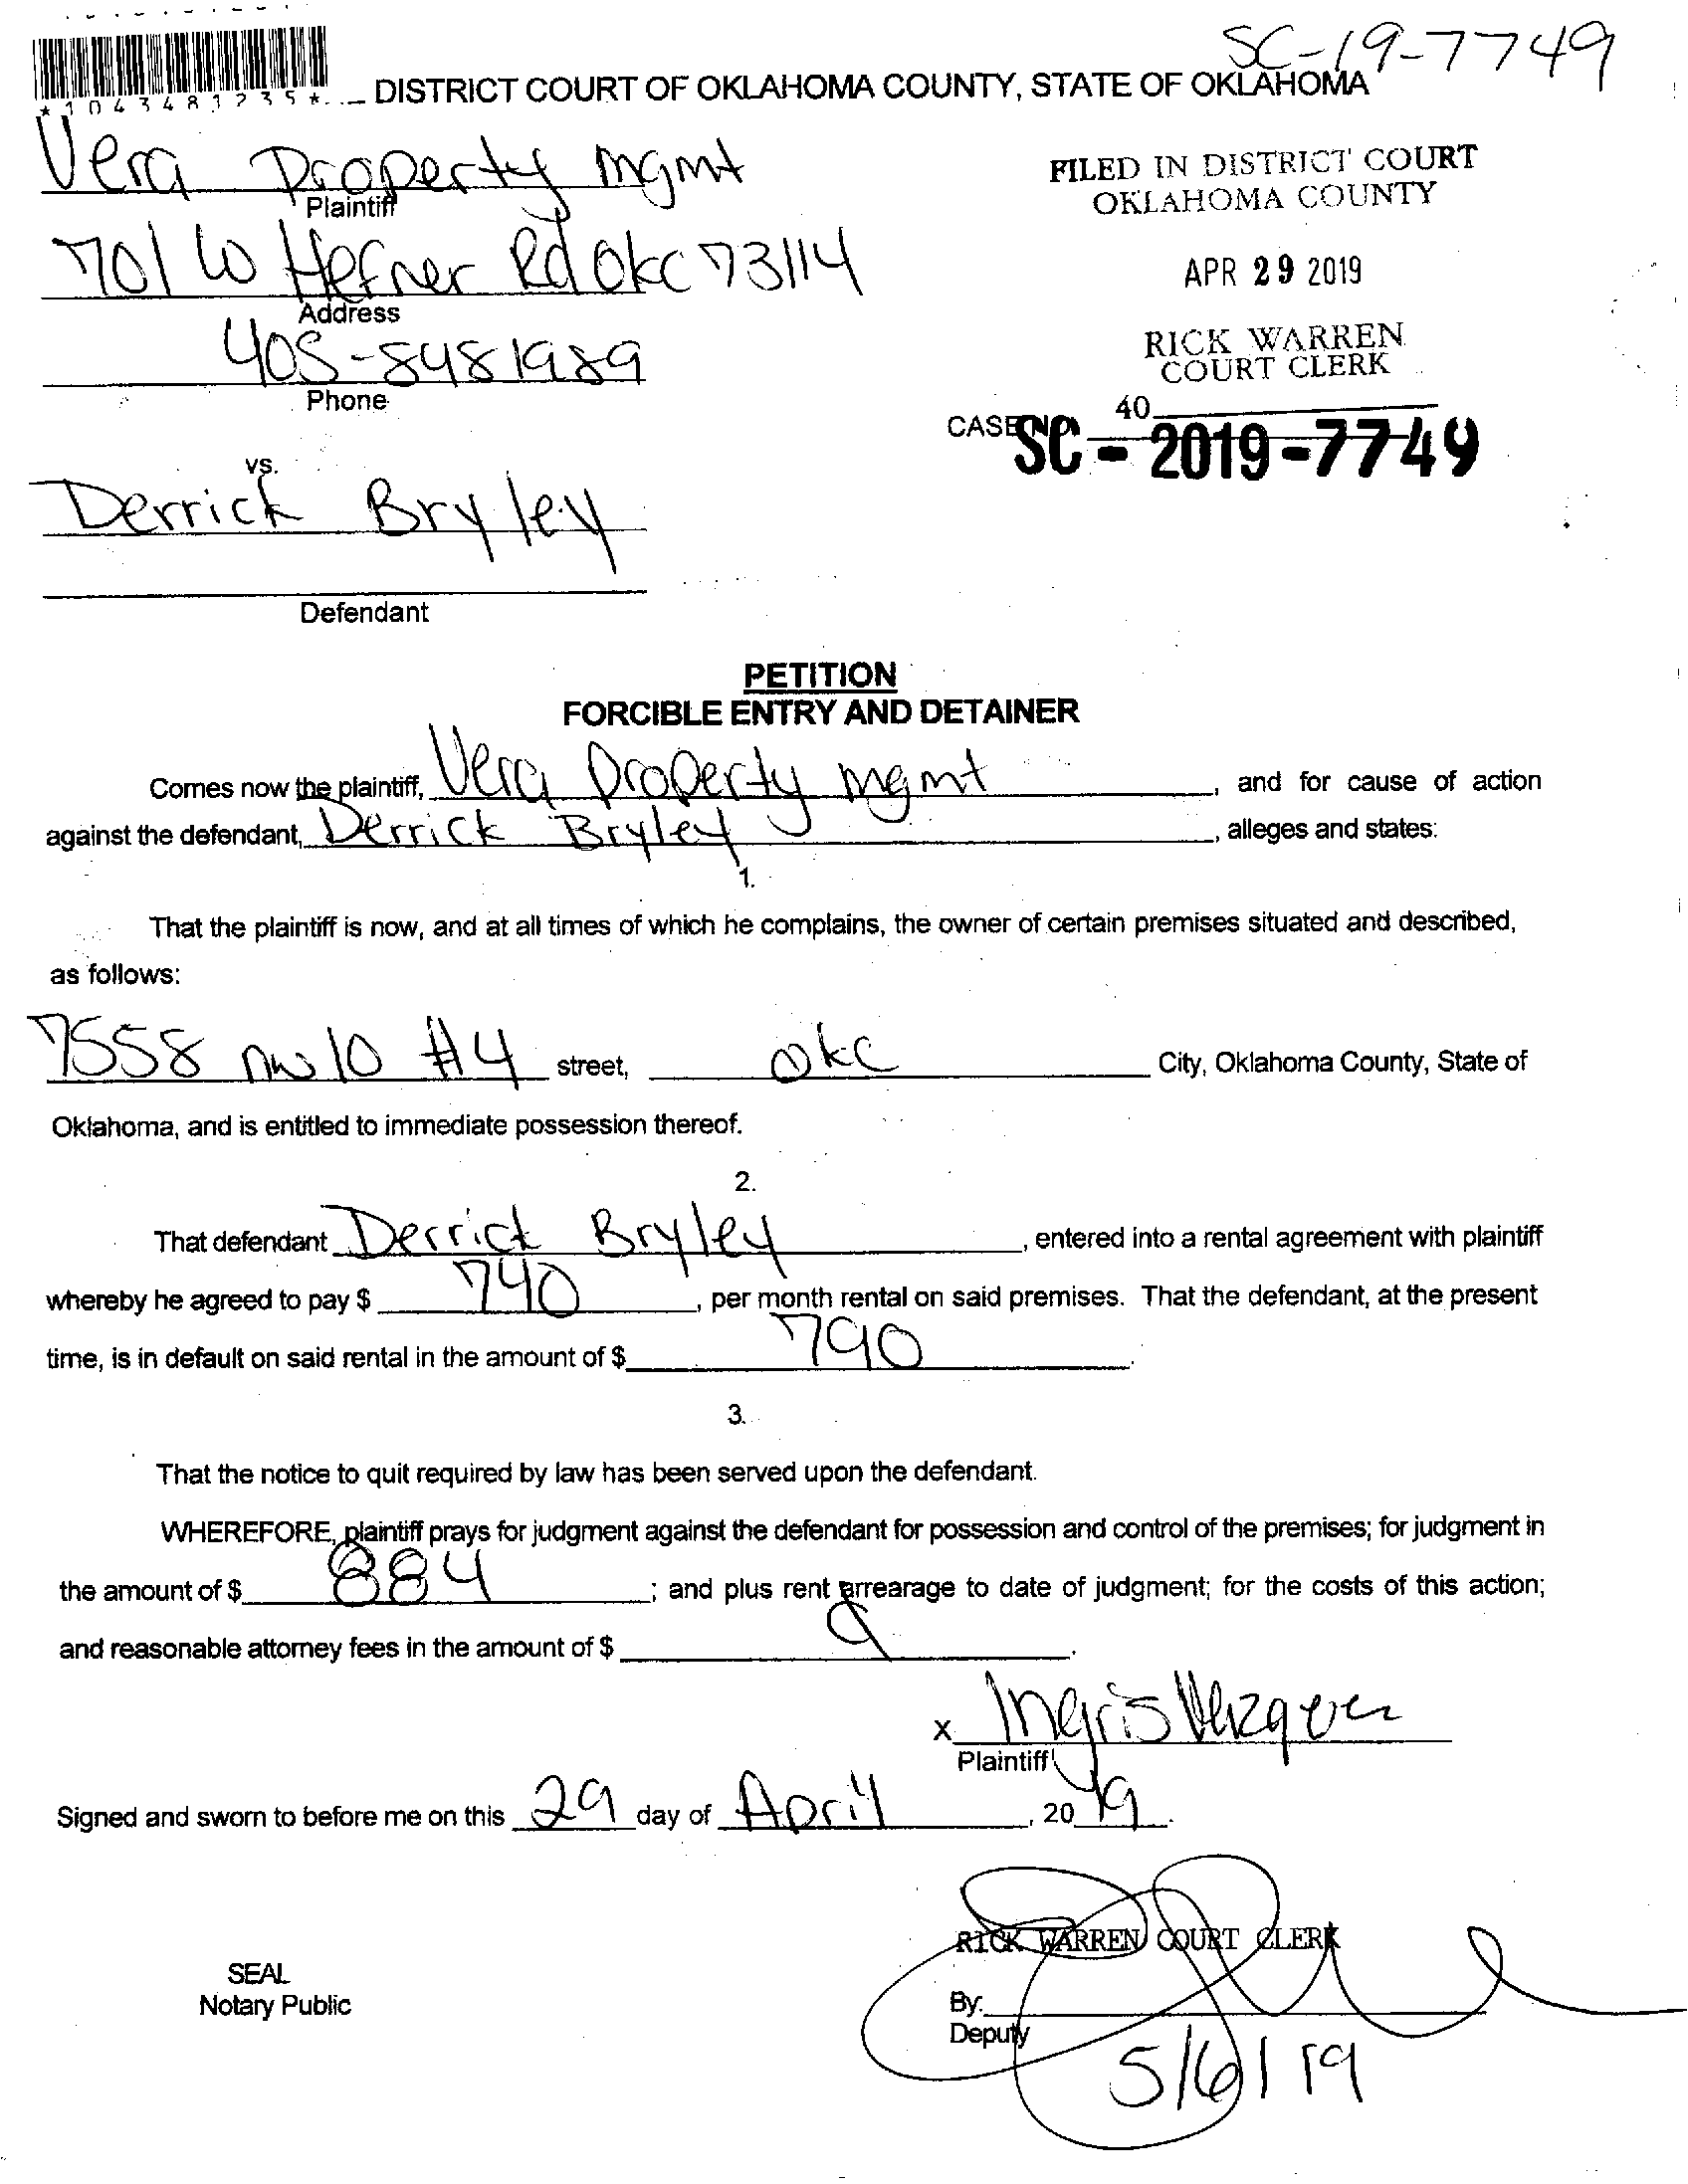 SC-19-7749
*1043481235*
DISTRICT COURT OF OKLAHOMA COUNTY, STATE OF OKLAHOMA
Vera Property Mgmt
Plaintiff
FILED IN DISTRICT COURT
OKLAHOMA COUNTY
701 W Hefner Rd Okc 73114
Address
APR 29 2019
405-848 1989
Phone
RICK WARREN
COURT CLERK
40
CASE NO.
SC - 2019 - 7749
vs.
Derrick Bryley
Defendant
PETITION
FORCIBLE ENTRY AND DETAINER
Comes now the plaintiff, Vera Property Mgmt, and for cause of action
against the defendant, Derrick Bryley, alleges and states:
1.
That the plaintiff is now, and at all times of which he complains, the owner of certain premises situated and described,
as follows:
7558 nw 10 #4 street, Okc City, Oklahoma County, State of
Oklahoma, and is entitled to immediate possession thereof.
2.
That defendant Derrick Bryley, entered into a rental agreement with plaintiff
whereby he agreed to pay $ 740, per month rental on said premises. That the defendant, at the present
time, is in default on said rental in the amount of $ 790.
3.
That the notice to quit required by law has been served upon the defendant.
WHEREFORE, plaintiff prays for judgment against the defendant for possession and control of the premises; for judgment in
the amount of $ 884; and plus rent arrearage to date of judgment; for the costs of this action;
and reasonable attorney fees in the amount of $ .
x Ingris
Plaintiff
Signed and sworn to before me on this 29 day of April, 2019.
RICK WARREN COURT CLERK
SEAL
Notary Public
By:
Deputy
5/6/19